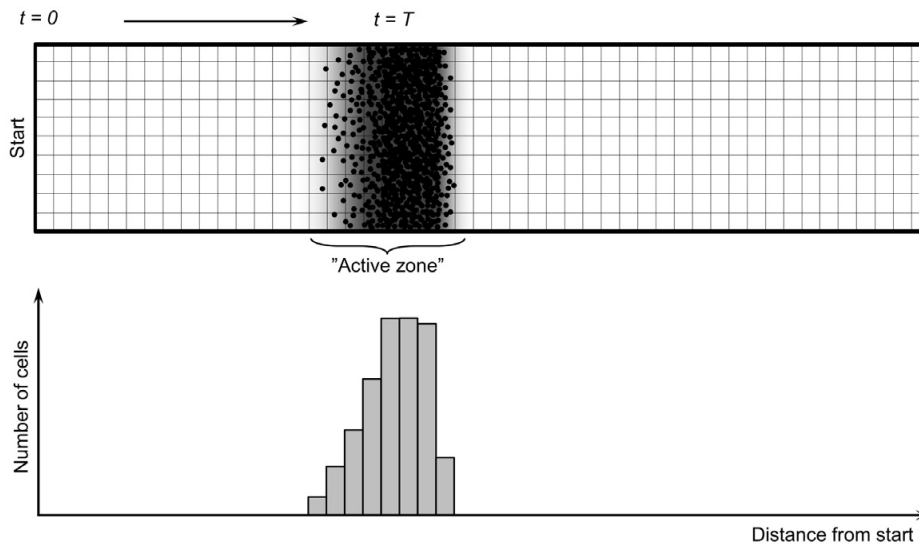 t = 0
t = T
Start
”Active zone”
Number of cells
Distance from start